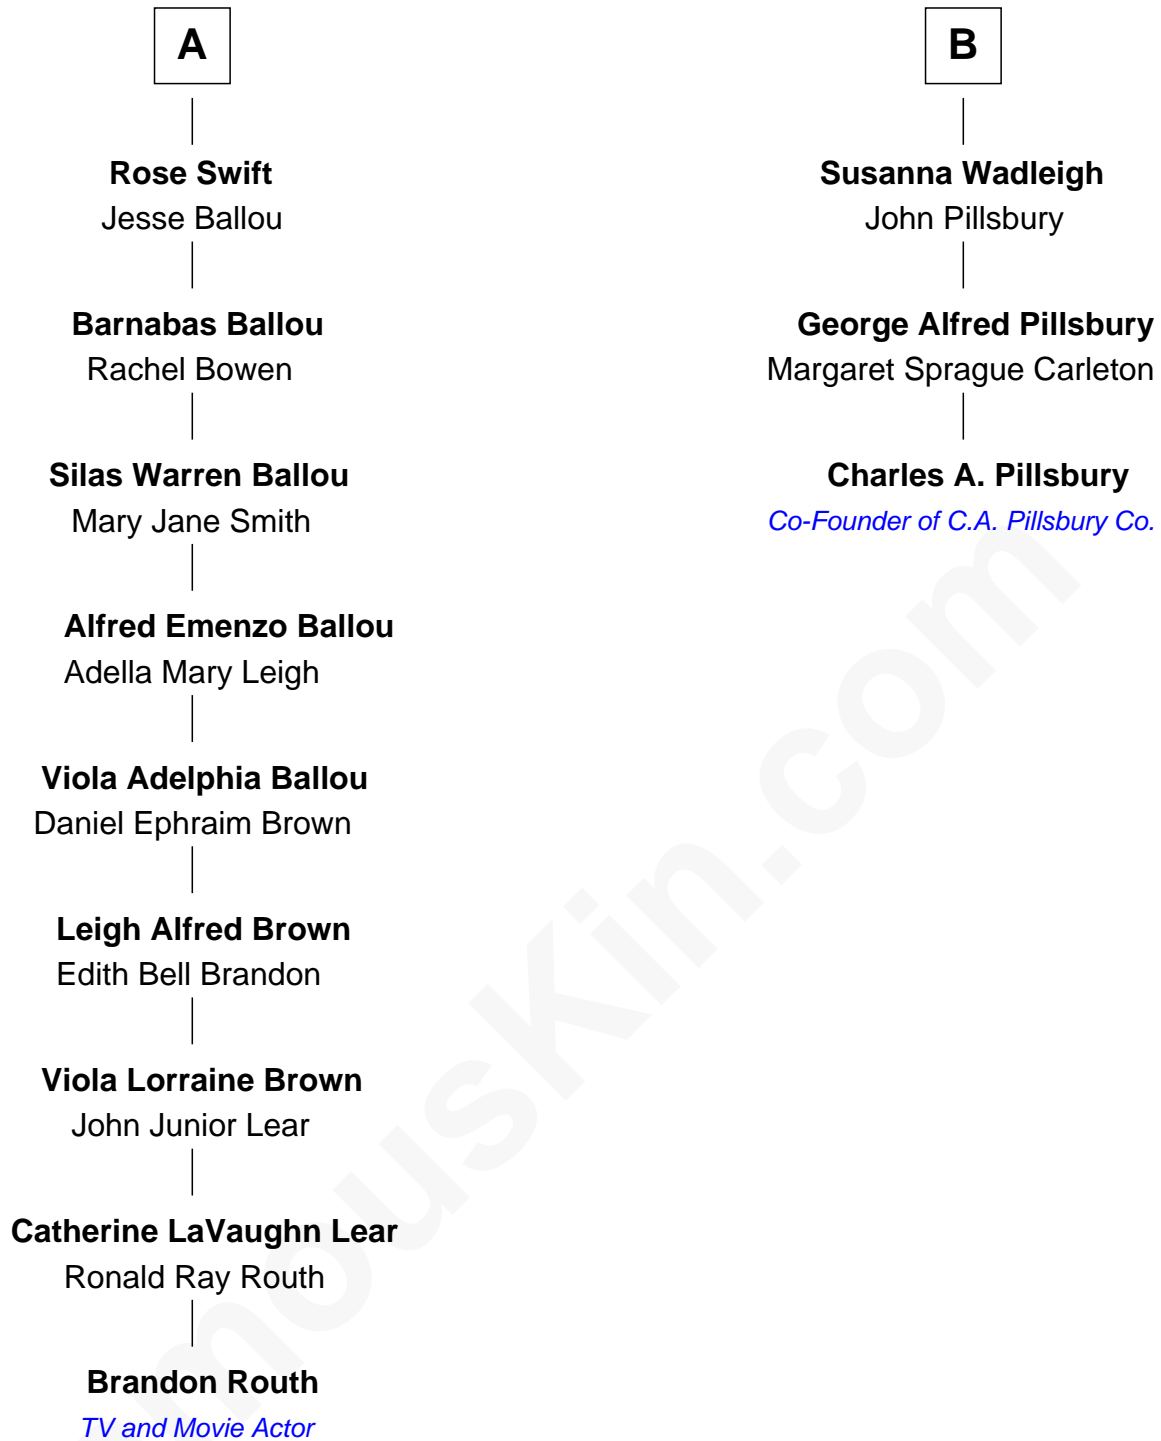 A
Rose Swift
Jesse Ballou
Barnabas Ballou
Rachel Bowen
Silas Warren Ballou
Mary Jane Smith
Alfred Emenzo Ballou
Adella Mary Leigh
Viola Adelphia Ballou
Daniel Ephraim Brown
Leigh Alfred Brown
Edith Bell Brandon
Viola Lorraine Brown
John Junior Lear
Catherine LaVaughn Lear
Ronald Ray Routh
Brandon Routh
TV and Movie Actor
B
Susanna Wadleigh
John Pillsbury
George Alfred Pillsbury
Margaret Sprague Carleton
Charles A. Pillsbury
Co-Founder of C.A. Pillsbury Co.
mousKin.com